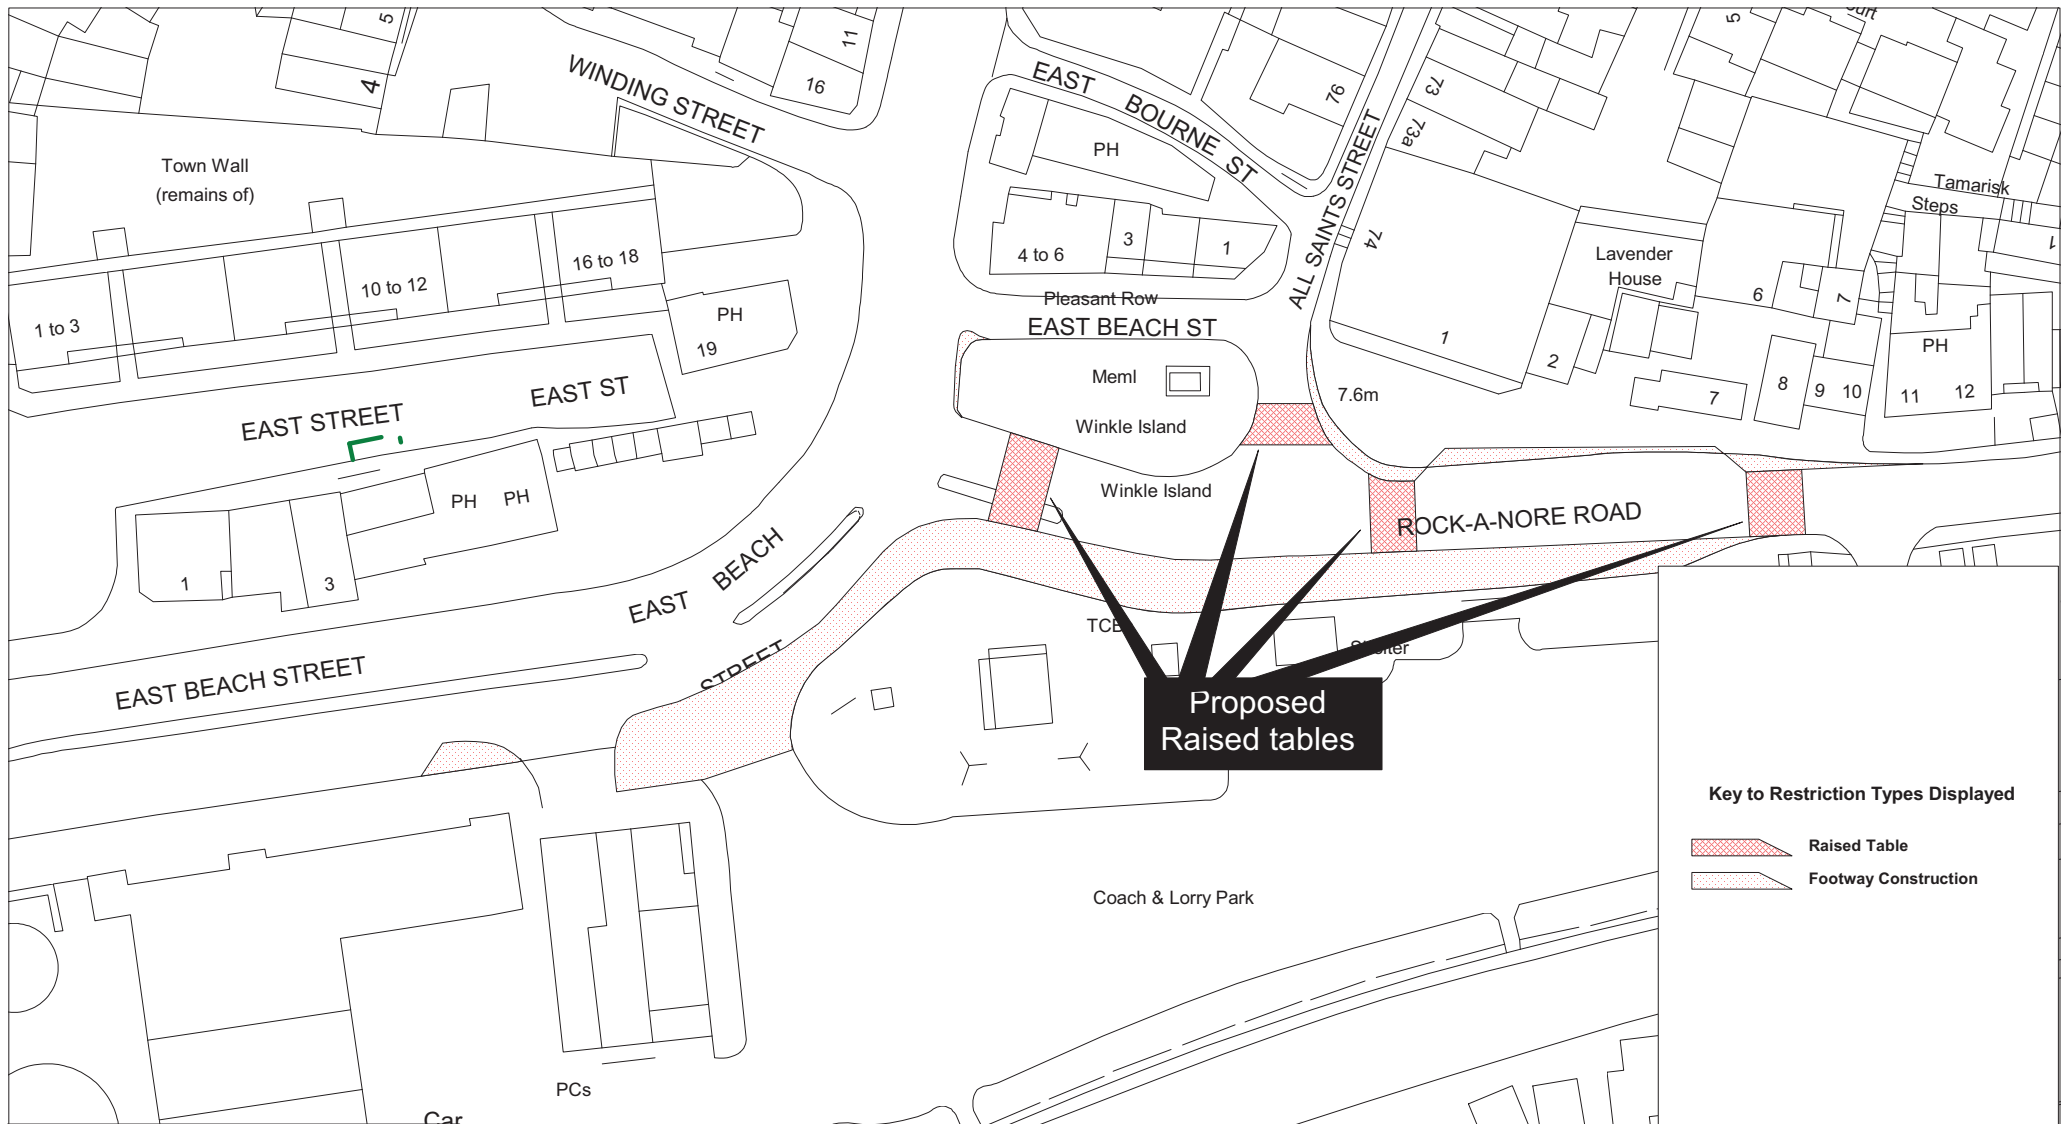 5
4
WINDING STREET
11
16
EAST BOURNE ST
76
73
73a
5
Town Wall
(remains of)
PH
ALL SAINTS STREET
74
Tamarisk
Steps
1
4 to 6
3
1
Lavender
House
6
7
16 to 18
10 to 12
1 to 3
PH
19
Pleasant Row
EAST BEACH ST
1
2
PH
11
12
Meml
7.6m
7
8
9
10
EAST STREET
EAST ST
Winkle Island
PH
PH
Winkle Island
ROCK-A-NORE ROAD
1
3
EAST BEACH
STREET
TCB
Shelter
EAST BEACH STREET
Proposed
Raised tables
Key to Restriction Types Displayed
Raised Table
Footway Construction
Coach & Lorry Park
PCs
Car